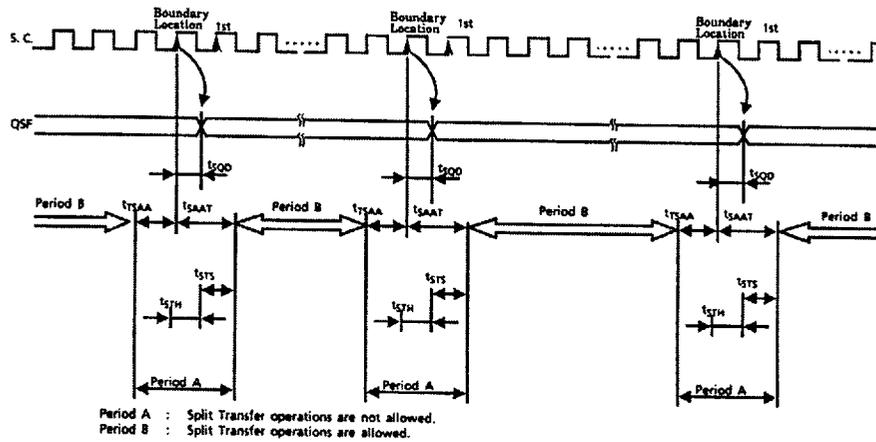 Boundary Location 1st Boundary Location 1st Boundary Location 1st
S. C.
QSF
tSQD tSQD tSQD
Period B tTSAA tSAAT Period B tTSAA tSAAT Period B tTSAA tSAAT Period B
tSTS tSTS tSTS
tSTH tSTH tSTH
Period A Period A Period A
Period A : Split Transfer operations are not allowed.
Period B : Split Transfer operations are allowed.